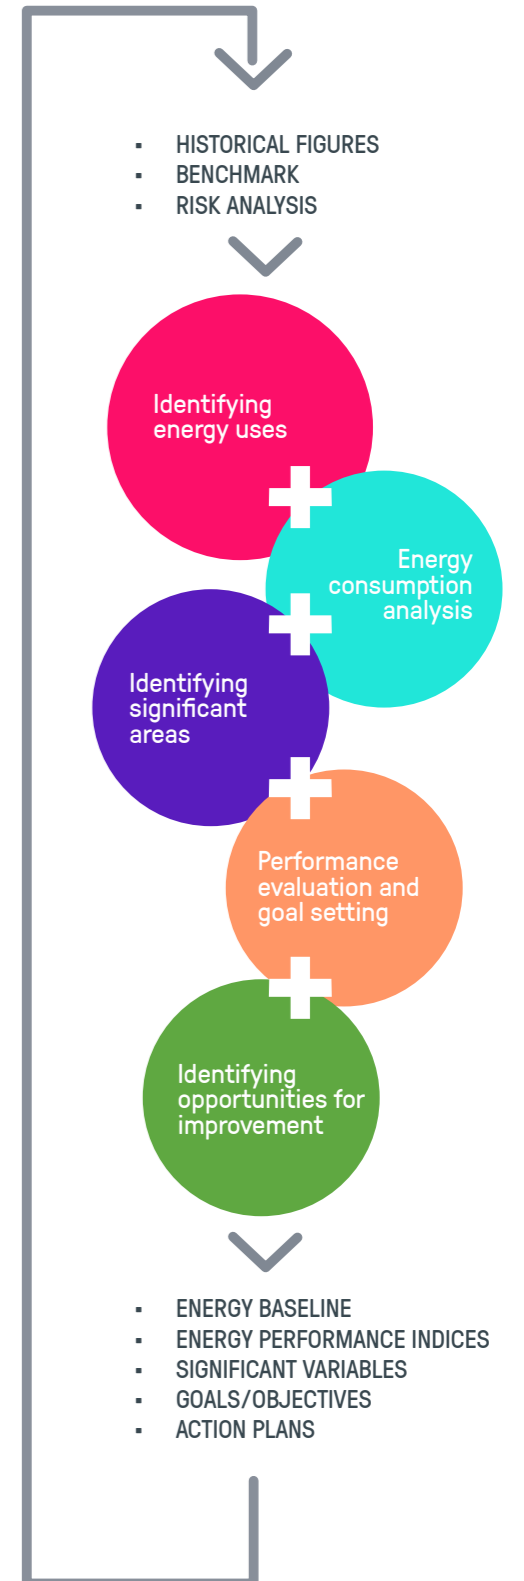 ▪ HISTORICAL FIGURES
▪ BENCHMARK
▪ RISK ANALYSIS
Identifying
energy uses
Energy
consumption
analysis
Identifying
significant
areas
Performance
evaluation and
goal setting
Identifying
opportunities for
improvement
▪ ENERGY BASELINE
▪ ENERGY PERFORMANCE INDICES
▪ SIGNIFICANT VARIABLES
▪ GOALS/OBJECTIVES
▪ ACTION PLANS